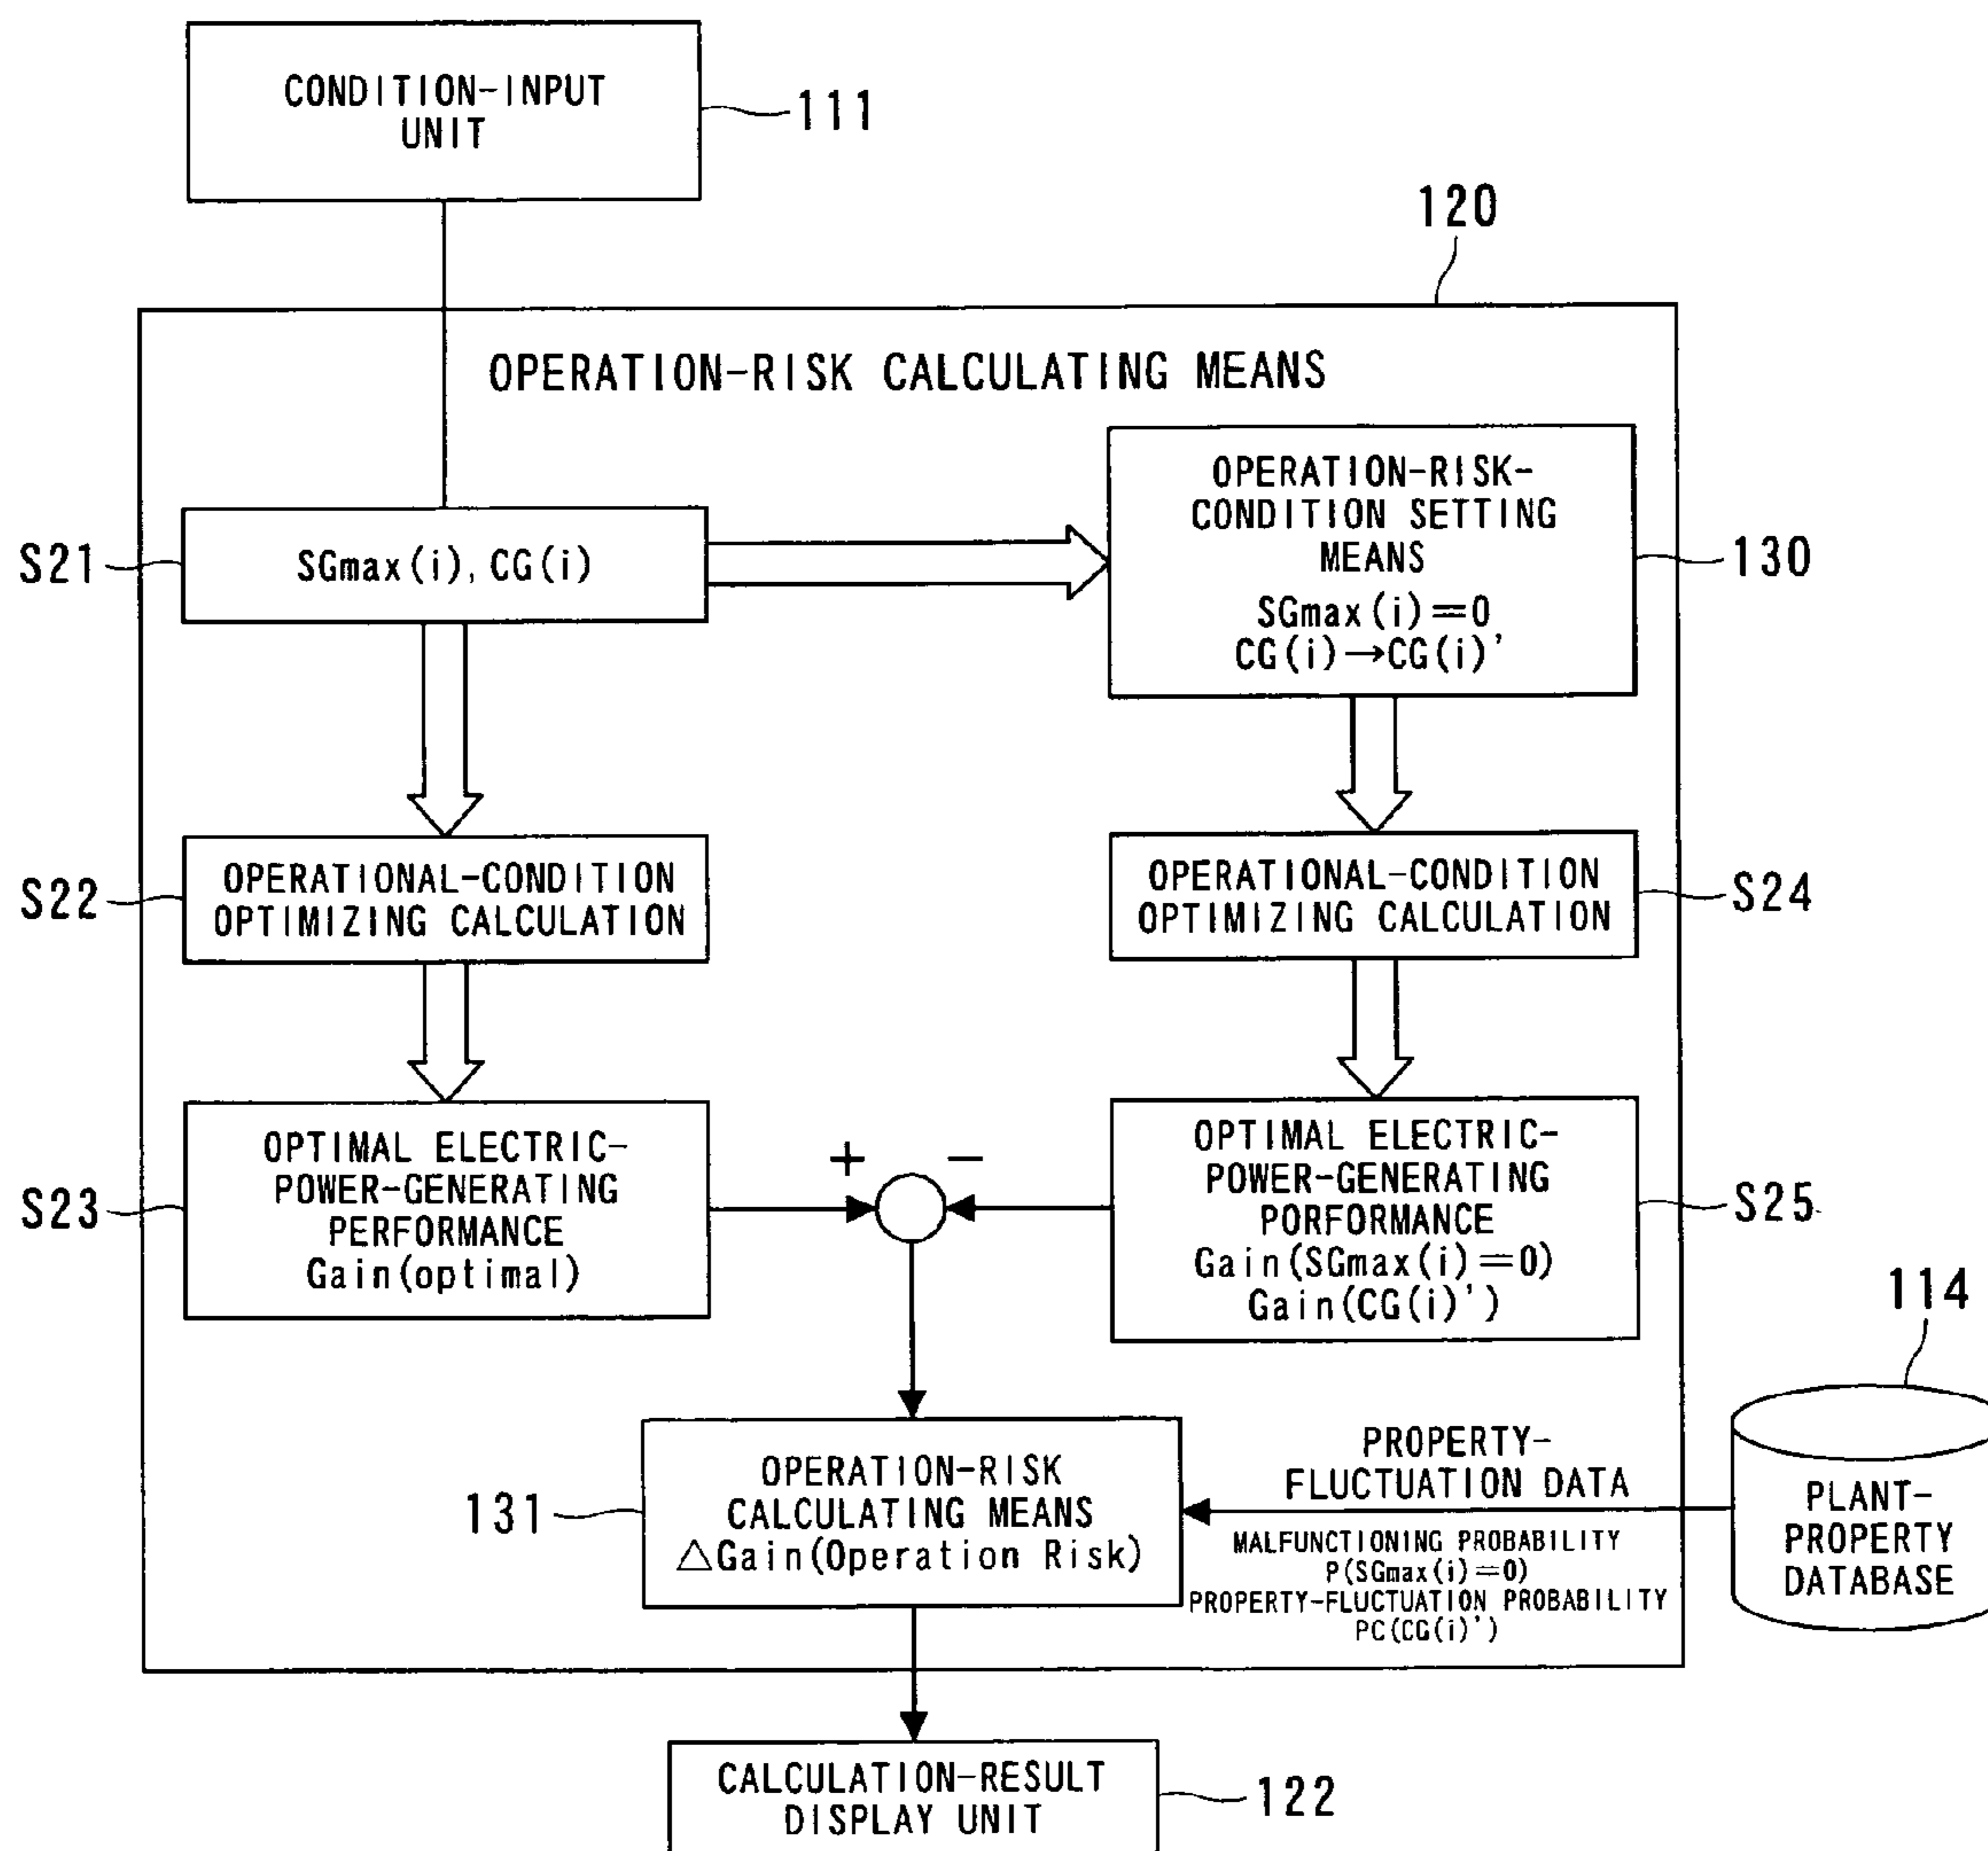 CONDITION-INPUT
UNIT
111
120
OPERATION-RISK CALCULATING MEANS
S21
SGmax(i), CG(i)
OPERATION-RISK-
CONDITION SETTING
MEANS
SGmax(i)=0
CG(i)→CG(i)'
130
S22
OPERATIONAL-CONDITION
OPTIMIZING CALCULATION
OPERATIONAL-CONDITION
OPTIMIZING CALCULATION
S24
S23
OPTIMAL ELECTRIC-
POWER-GENERATING
PERFORMANCE
Gain(optimal)
+ −
OPTIMAL ELECTRIC-
POWER-GENERATING
PORFORMANCE
Gain(SGmax(i)=0)
Gain(CG(i)')
S25
114
131
OPERATION-RISK
CALCULATING MEANS
△Gain(Operation Risk)
PROPERTY-
FLUCTUATION DATA
MALFUNCTIONING PROBABILITY
P(SGmax(i)=0)
PROPERTY-FLUCTUATION PROBABILITY
PC(CG(i)')
PLANT-
PROPERTY
DATABASE
CALCULATION-RESULT
DISPLAY UNIT
122